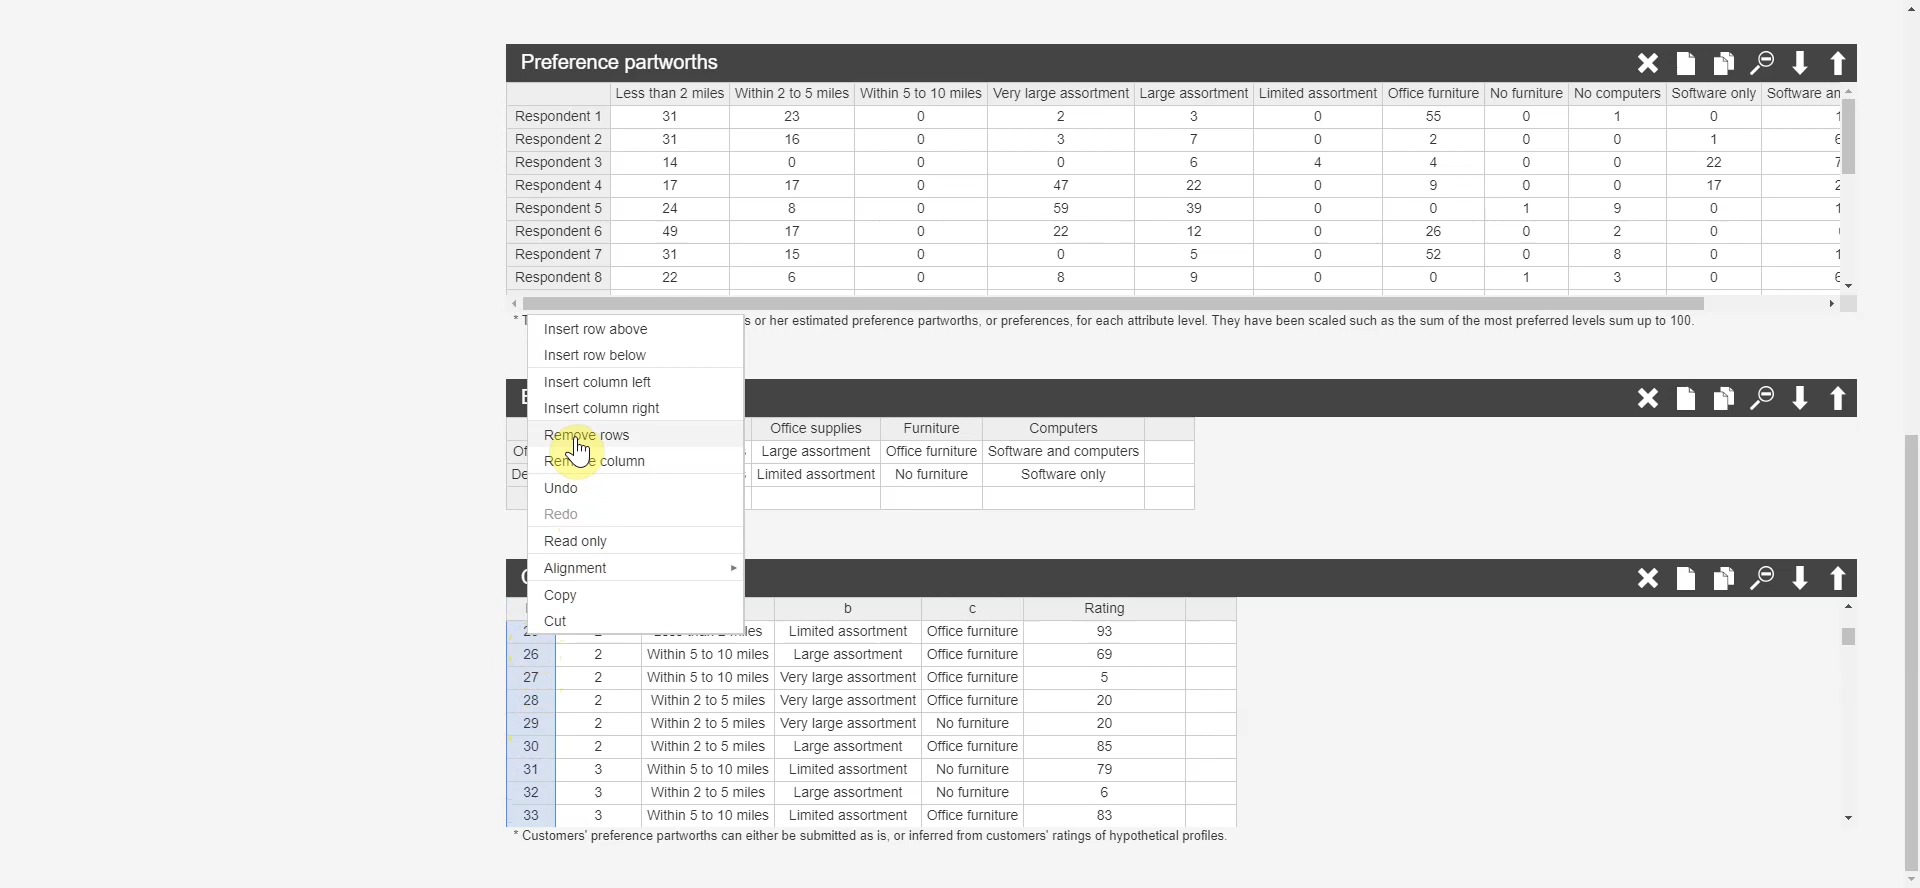 Preference partworths
Less than 2 miles Within 2 to 5 miles Within 5 to 10 miles Very large assortment Large assortment Limited assortment Office furniture No furniture No computers Software only Software an
Respondent 1 31 23 0 2 3 0 55 0 1 0 1
Respondent 2 31 16 0 3 7 0 2 0 0 1 6
Respondent 3 14 0 0 0 6 4 4 0 0 22 7
Respondent 4 17 17 0 47 22 0 9 0 0 17 2
Respondent 5 24 8 0 59 39 0 0 1 9 0 1
Respondent 6 49 17 0 22 12 0 26 0 2 0
Respondent 7 31 15 0 0 5 0 52 0 8 0 1
Respondent 8 22 6 0 8 9 0 0 1 3 0 6
* T s or her estimated preference partworths, or preferences, for each attribute level. They have been scaled such as the sum of the most preferred levels sum up to 100.
Insert row above
Insert row below
Insert column left
Insert column right
Remove rows
column
Undo
Redo
Read only
Alignment
Copy
Cut
Office supplies Furniture Computers
Of Large assortment Office furniture Software and computers
De Limited assortment No furniture Software only
b c Rating
Limited assortment Office furniture 93
26 2 Within 5 to 10 miles Large assortment Office furniture 69
27 2 Within 5 to 10 miles Very large assortment Office furniture 5
28 2 Within 2 to 5 miles Very large assortment Office furniture 20
29 2 Within 2 to 5 miles Very large assortment No furniture 20
30 2 Within 2 to 5 miles Large assortment Office furniture 85
31 3 Within 5 to 10 miles Limited assortment No furniture 79
32 3 Within 2 to 5 miles Large assortment No furniture 6
33 3 Within 5 to 10 miles Limited assortment Office furniture 83
* Customers' preference partworths can either be submitted as is, or inferred from customers' ratings of hypothetical profiles.